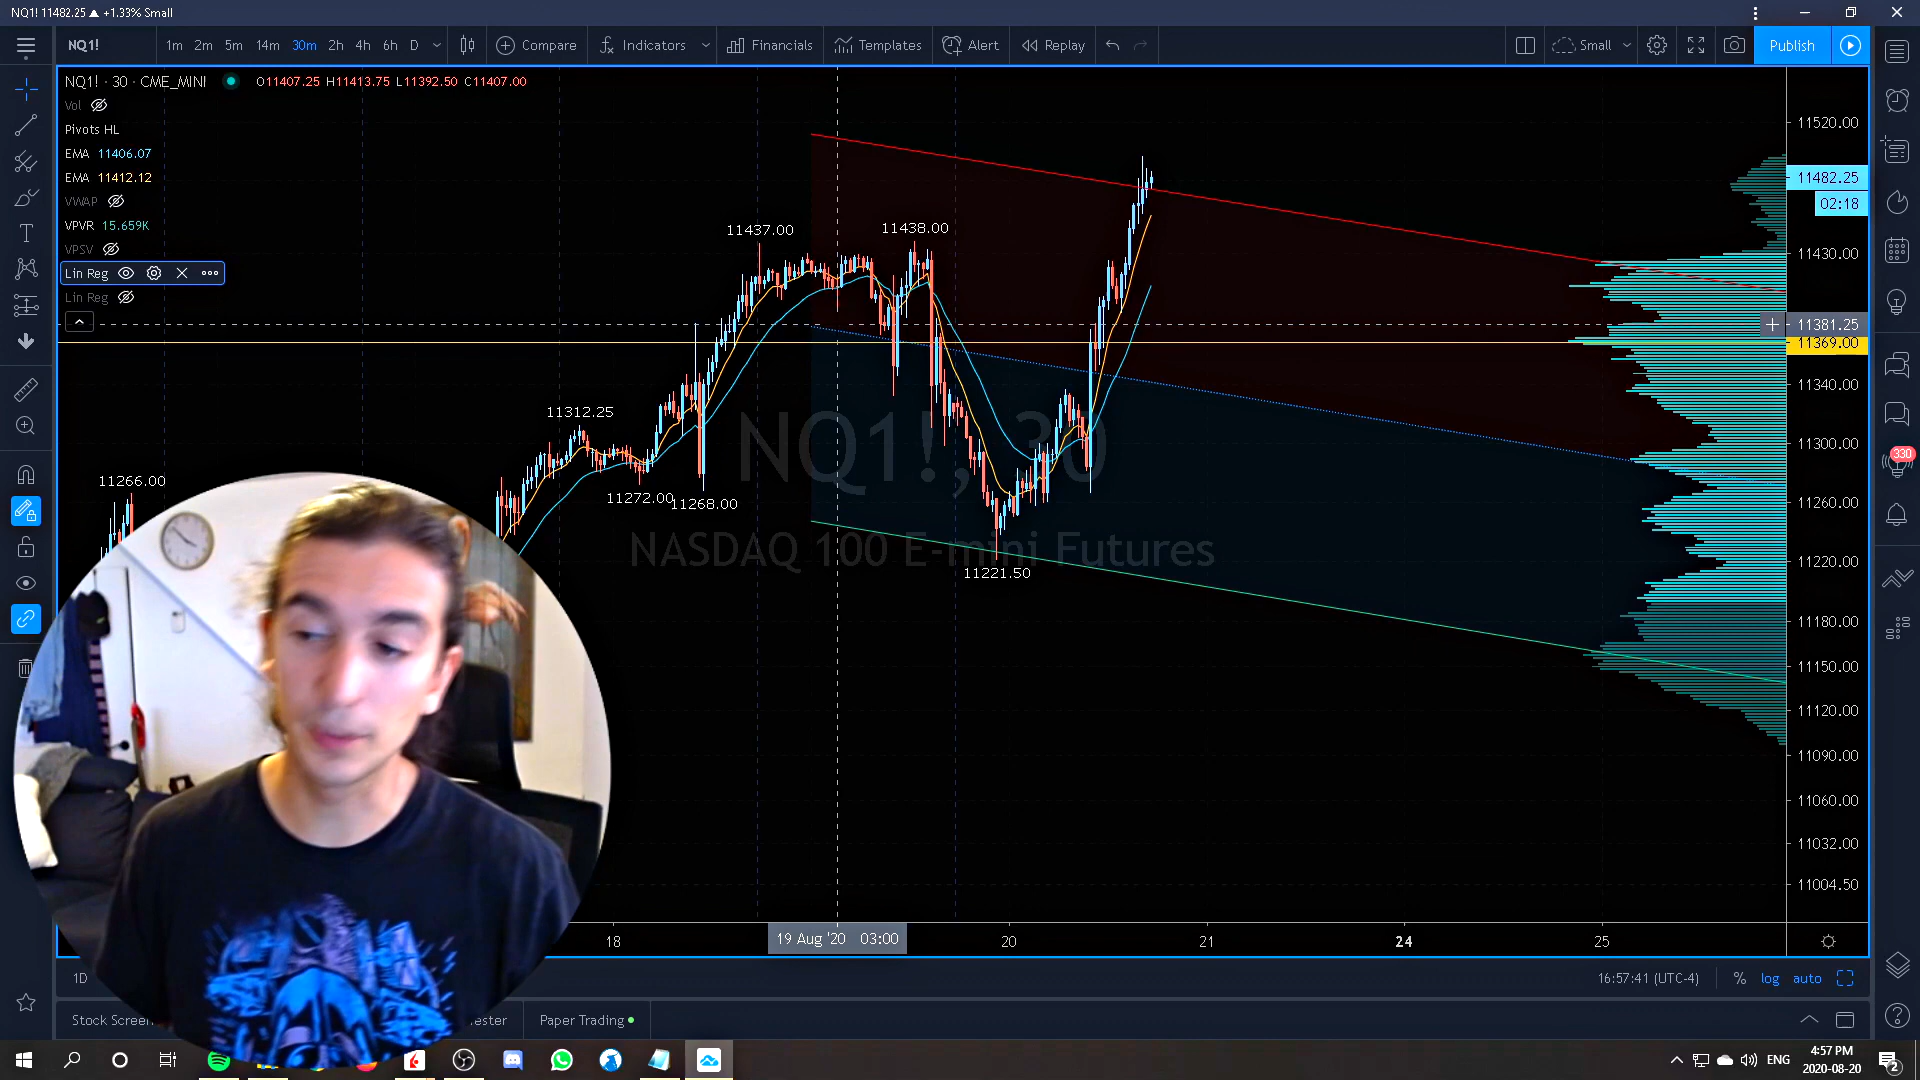 NQ1! 11482.25 ▲ +1.33% Small
NQ1! 1m 2m 5m 14m 30m 2h 4h 6h D Compare Indicators Financials Templates Alert Replay Small Publish
NQ1! · 30 · CME_MINI O11407.25 H11413.75 L11392.50 C11407.00
Vol
Pivots HL
EMA 11406.07
EMA 11412.12
VWAP
VPVR 15.659K
VPSV
Lin Reg
Lin Reg
11520.00
11482.25
02:18
11437.00
11438.00
11430.00
11381.25
11369.00
11340.00
11312.25
NQ1!, 30
11300.00
330
11266.00
11272.00
11268.00
11260.00
NASDAQ 100 E-mini Futures
11220.00
11221.50
11180.00
11150.00
11120.00
11090.00
11060.00
11032.00
11004.50
18
19 Aug '20 03:00
20
21
24
25
1D
16:57:41 (UTC-4) % log auto
Stock Screen
ester
Paper Trading
ENG
4:57 PM
2020-08-20
2